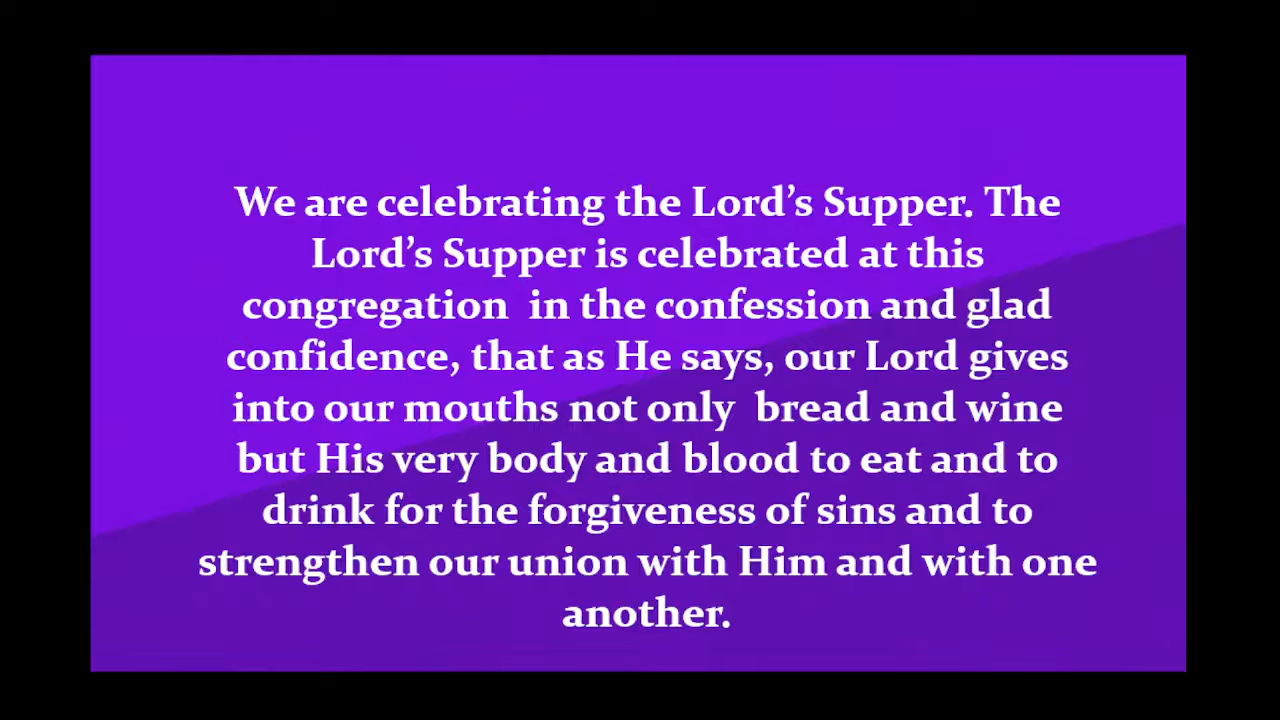 We are celebrating the Lord’s Supper. The
Lord’s Supper is celebrated at this
congregation  in the confession and glad
confidence, that as He says, our Lord gives
into our mouths not only  bread and wine
but His very body and blood to eat and to
drink for the forgiveness of sins and to
strengthen our union with Him and with one
another.